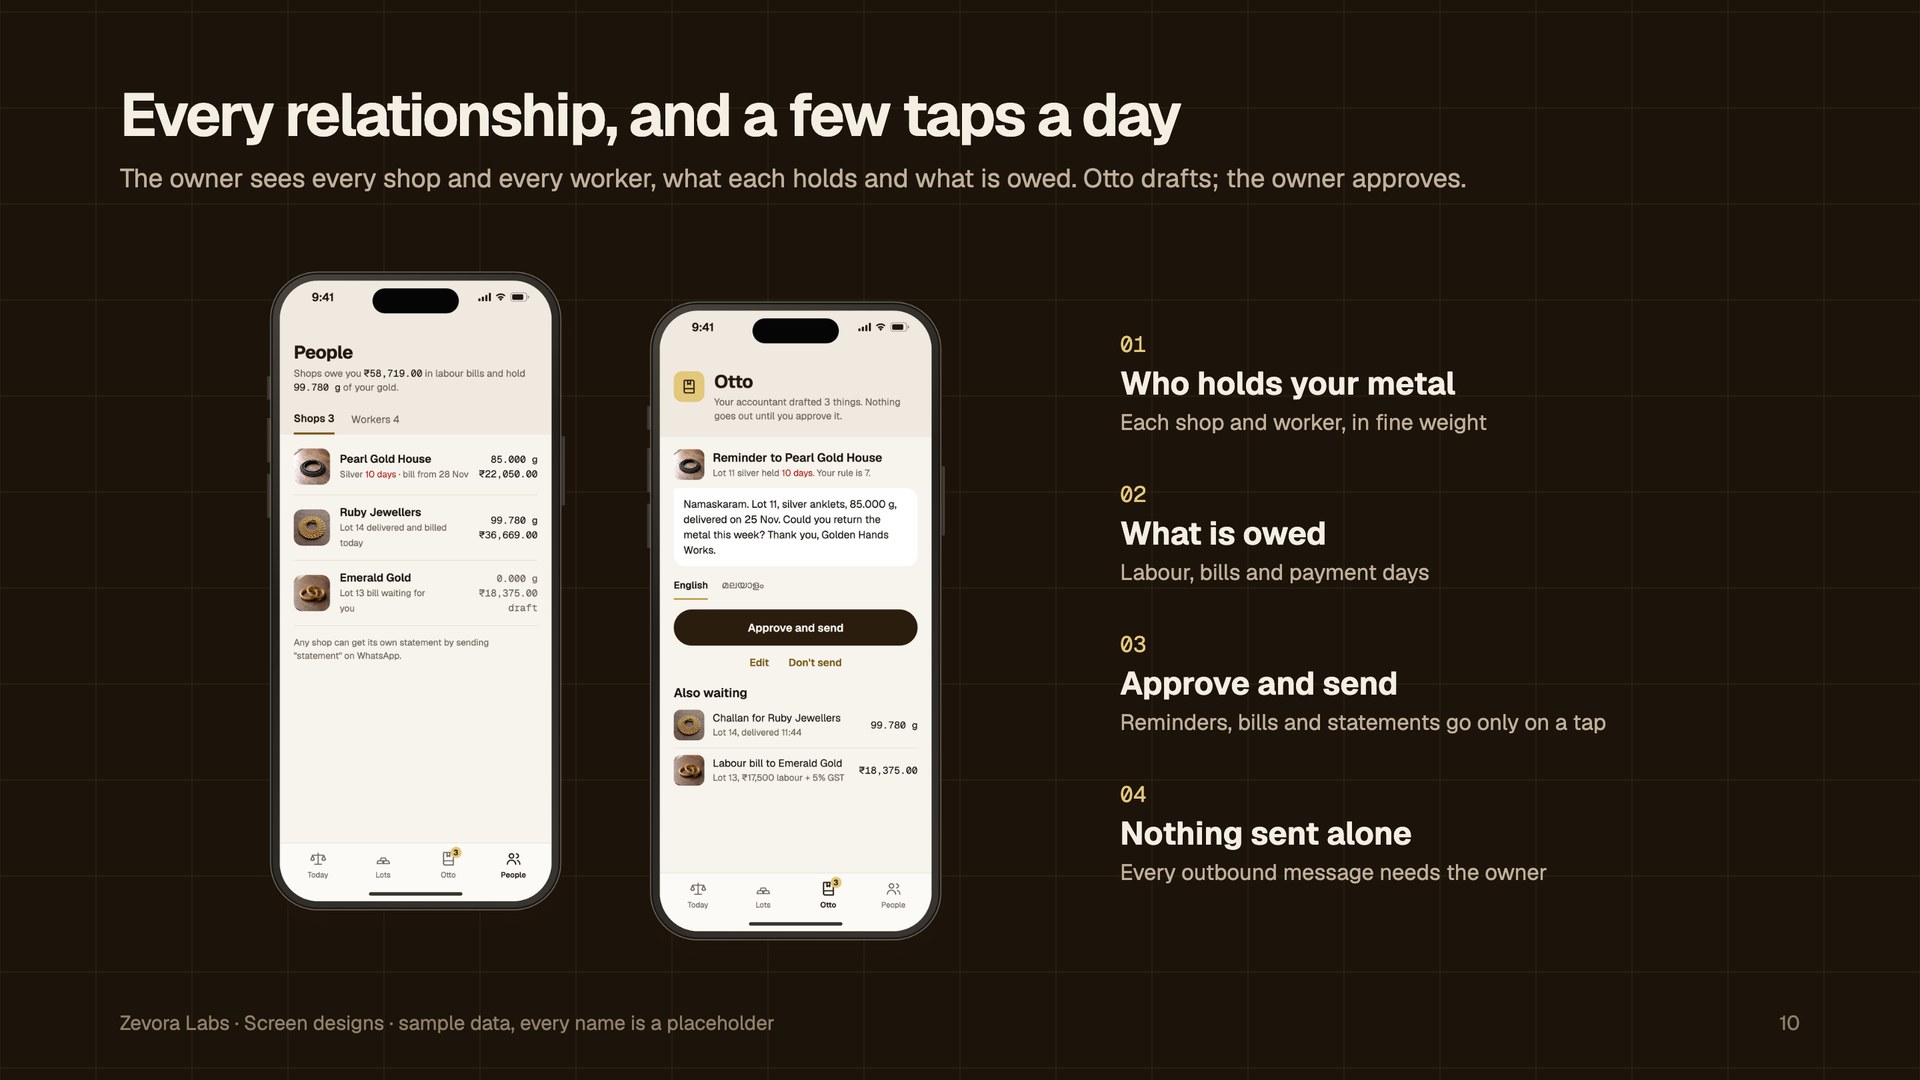 Every relationship, and a few taps a day
The owner sees every shop and every worker, what each holds and what is owed. Otto drafts; the owner approves.
9:41
People
Shops owe you ₹58,719.00 in labour bills and hold
99.780 g of your gold.
Shops 3 Workers 4
Pearl Gold House 85.000 g
Silver 10 days · bill from 28 Nov ₹22,050.00
Ruby Jewellers 99.780 g
Lot 14 delivered and billed ₹36,669.00
today
Emerald Gold 0.000 g
Lot 13 bill waiting for ₹18,375.00
you draft
Any shop can get its own statement by sending
"statement" on WhatsApp.
3
Today Lots Otto People
9:41
Otto
Your accountant drafted 3 things. Nothing
goes out until you approve it.
Reminder to Pearl Gold House
Lot 11 silver held 10 days. Your rule is 7.
Namaskaram. Lot 11, silver anklets, 85.000 g,
delivered on 25 Nov. Could you return the
metal this week? Thank you, Golden Hands
Works.
English മലയാളം
Approve and send
Edit Don't send
Also waiting
Challan for Ruby Jewellers 99.780 g
Lot 14, delivered 11:44
Labour bill to Emerald Gold ₹18,375.00
Lot 13, ₹17,500 labour + 5% GST
3
Today Lots Otto People
01
Who holds your metal
Each shop and worker, in fine weight
02
What is owed
Labour, bills and payment days
03
Approve and send
Reminders, bills and statements go only on a tap
04
Nothing sent alone
Every outbound message needs the owner
Zevora Labs · Screen designs · sample data, every name is a placeholder
10